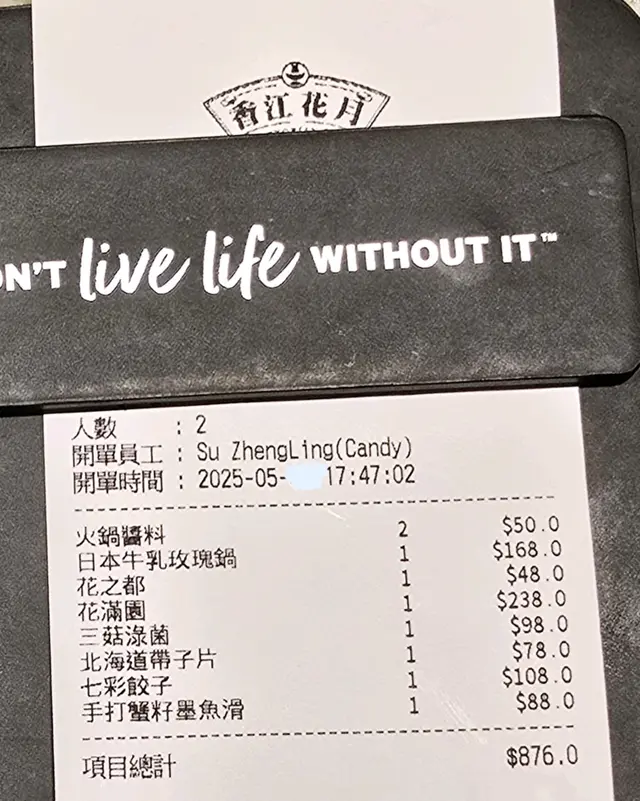 香江花月
ON'T live life WITHOUT IT™
人數 : 2
開單員工 : Su ZhengLing(Candy)
開單時間 : 2025-05- 17:47:02
火鍋醬料 2 $50.0
日本牛乳玫瑰鍋 1 $168.0
花之都 1 $48.0
花滿園 1 $238.0
三菇淥菌 1 $98.0
北海道帶子片 1 $78.0
七彩餃子 1 $108.0
手打蟹籽墨魚滑 1 $88.0
項目總計 $876.0